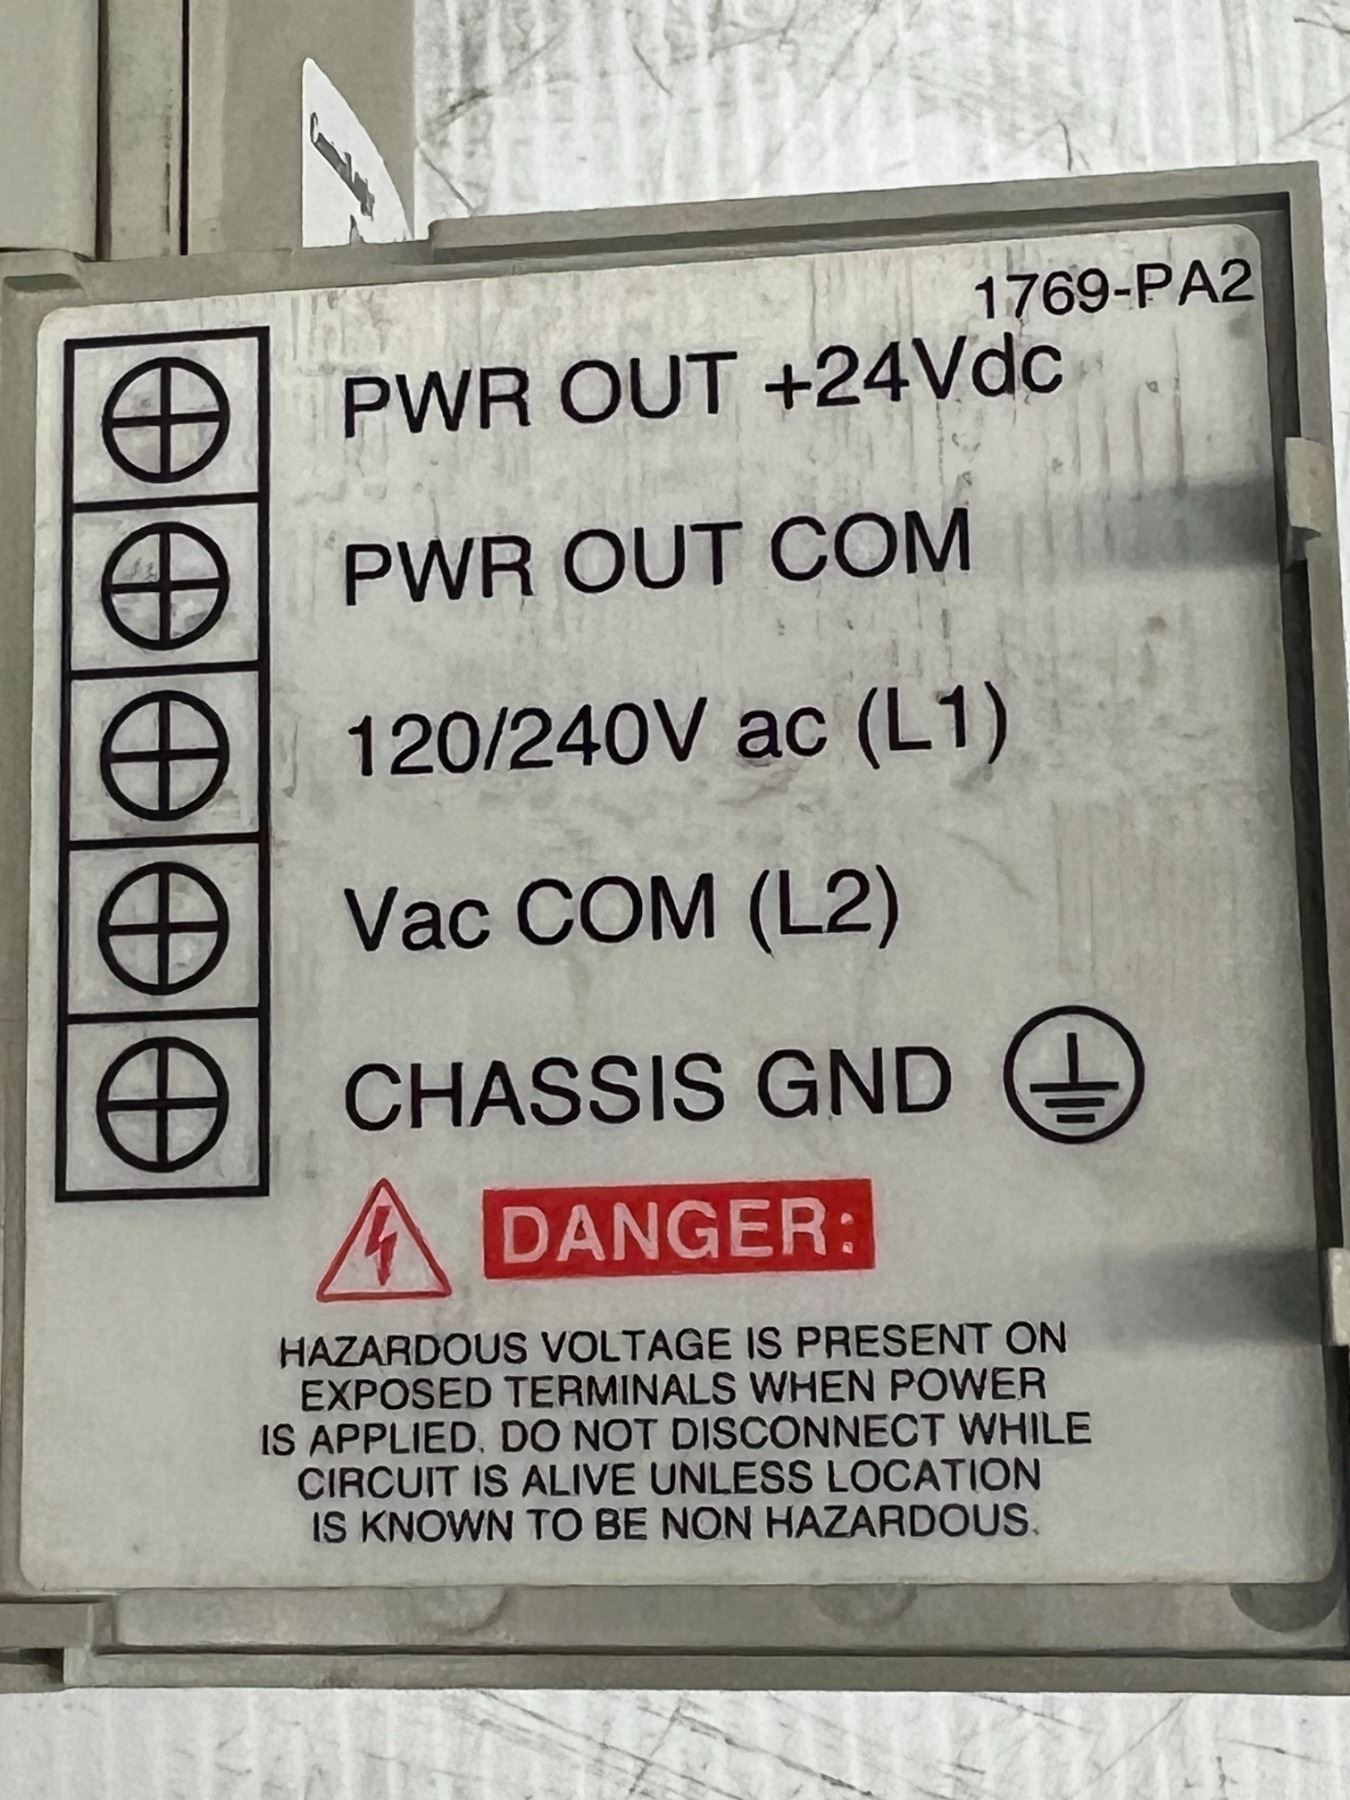 1769-PA2
PWR OUT +24Vdc
PWR OUT COM
120/240V ac (L1)
Vac COM (L2)
CHASSIS GND
DANGER:
HAZARDOUS VOLTAGE IS PRESENT ON
EXPOSED TERMINALS WHEN POWER
IS APPLIED. DO NOT DISCONNECT WHILE
CIRCUIT IS ALIVE UNLESS LOCATION
IS KNOWN TO BE NON HAZARDOUS.